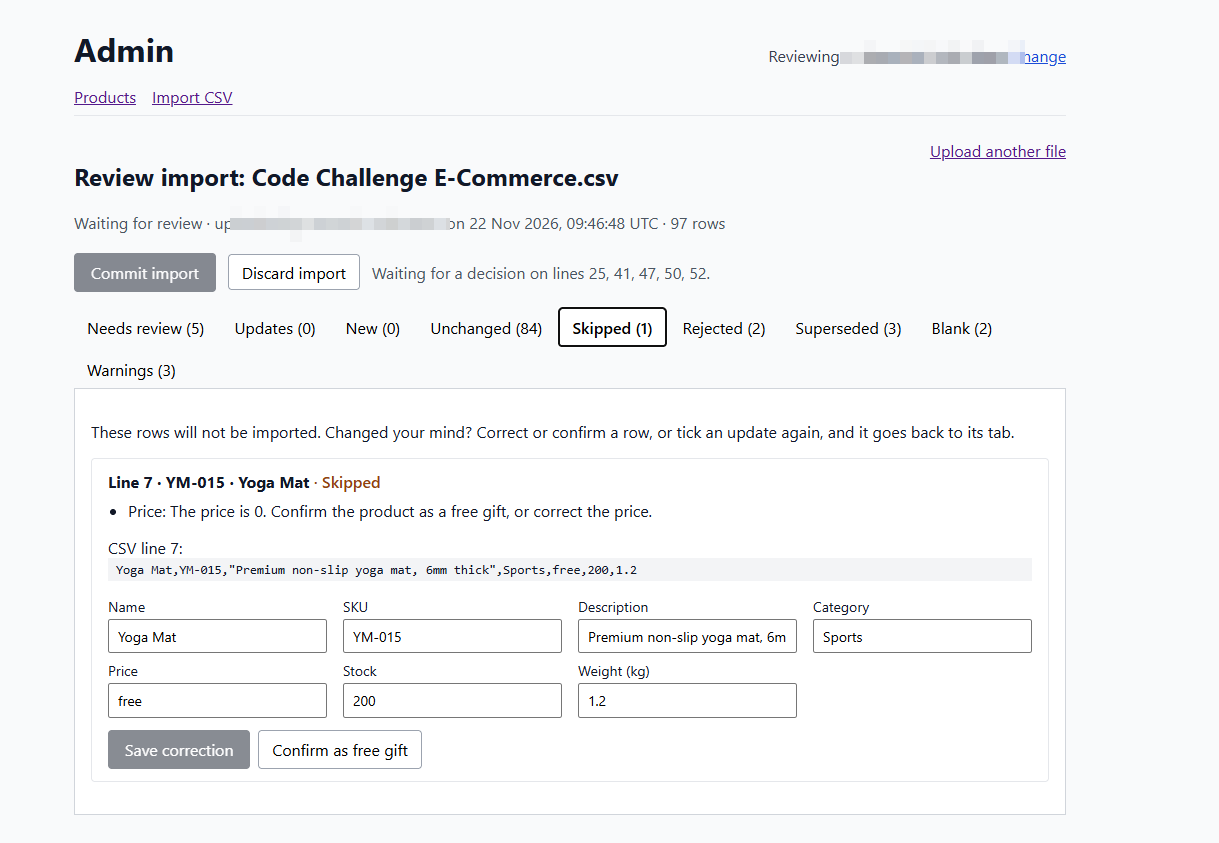 Admin
Reviewing hange
Products Import CSV
Upload another file
Review import: Code Challenge E-Commerce.csv
Waiting for review · up on 22 Nov 2026, 09:46:48 UTC · 97 rows
Commit import Discard import Waiting for a decision on lines 25, 41, 47, 50, 52.
Needs review (5) Updates (0) New (0) Unchanged (84) Skipped (1) Rejected (2) Superseded (3) Blank (2)
Warnings (3)
These rows will not be imported. Changed your mind? Correct or confirm a row, or tick an update again, and it goes back to its tab.
Line 7 · YM-015 · Yoga Mat · Skipped
• Price: The price is 0. Confirm the product as a free gift, or correct the price.
CSV line 7:
Yoga Mat,YM-015,"Premium non-slip yoga mat, 6mm thick",Sports,free,200,1.2
Name SKU Description Category
Yoga Mat YM-015 Premium non-slip yoga mat, 6m Sports
Price Stock Weight (kg)
free 200 1.2
Save correction Confirm as free gift